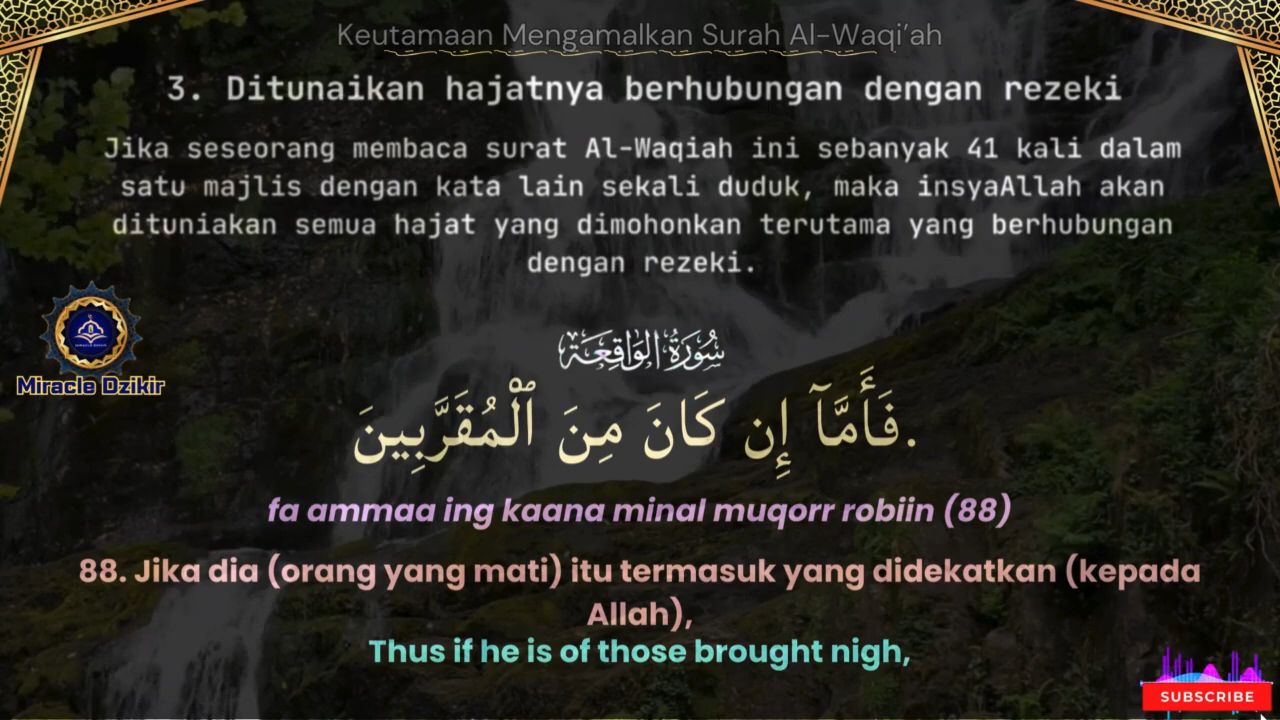 Keutamaan Mengamalkan Surah Al-Waqi’ah
3. Ditunaikan hajatnya berhubungan dengan rezeki
Jika seseorang membaca surat Al-Waqiah ini sebanyak 41 kali dalam
satu majlis dengan kata lain sekali duduk, maka insyaAllah akan
dituniakan semua hajat yang dimohonkan terutama yang berhubungan
dengan rezeki.
Miracle Dzikir
سُورَةُ الوَاقِعَة
فَأَمَّآ إِن كَانَ مِنَ ٱلْمُقَرَّبِينَ.
fa ammaa ing kaana minal muqorr robiin (88)
88. Jika dia (orang yang mati) itu termasuk yang didekatkan (kepada
Allah),
Thus if he is of those brought nigh,
SUBSCRIBE